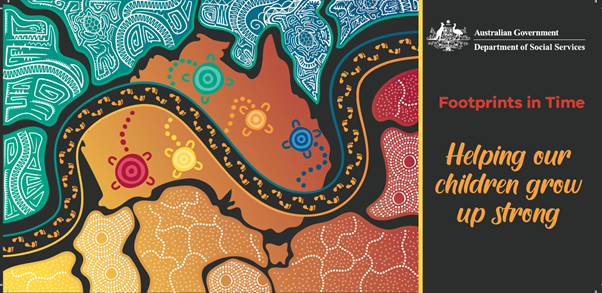 Australian Government
Department of Social Services
Footprints in Time
Helping our
children grow
up strong